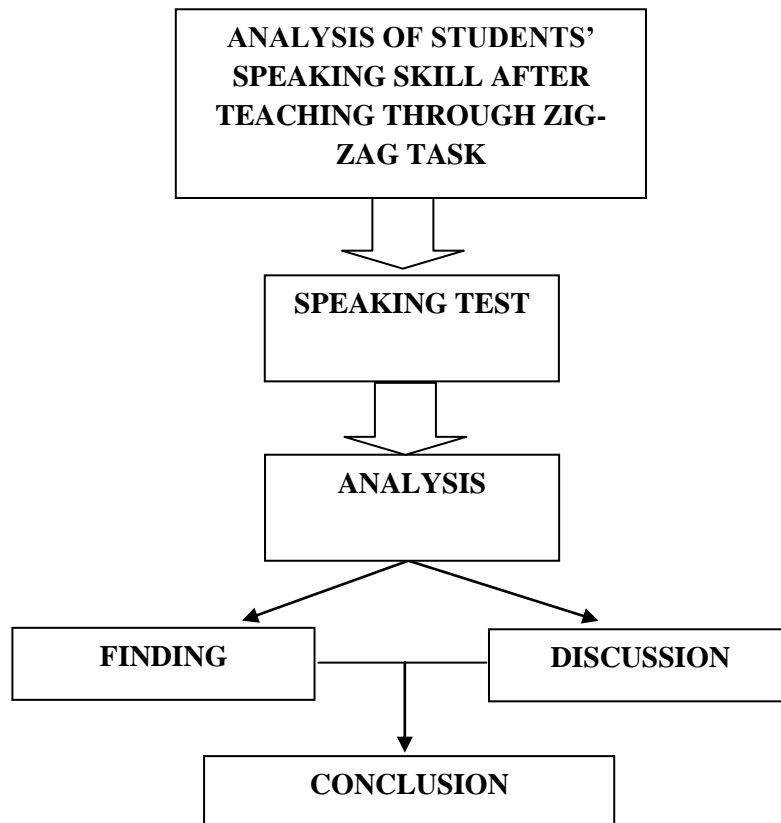 ANALYSIS OF STUDENTS’
SPEAKING SKILL AFTER
TEACHING THROUGH ZIG-
ZAG TASK
SPEAKING TEST
ANALYSIS
FINDING
DISCUSSION
CONCLUSION